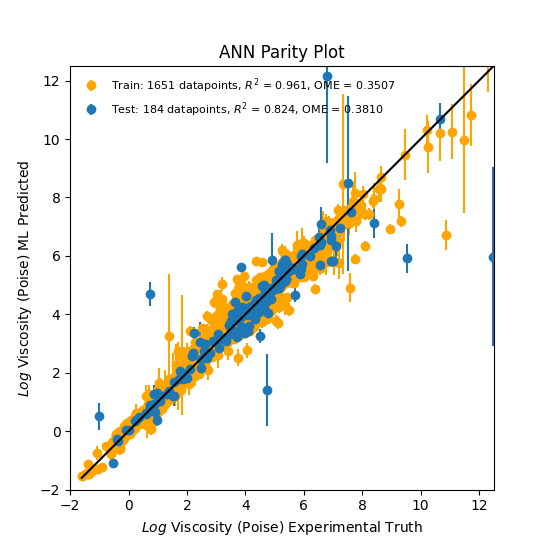 ANN Parity Plot
Train: 1651 datapoints, R² = 0.961, OME = 0.3507
Test: 184 datapoints, R² = 0.824, OME = 0.3810
Log Viscosity (Poise) ML Predicted
12
10
8
6
4
2
0
−2
−2 0 2 4 6 8 10 12
Log Viscosity (Poise) Experimental Truth